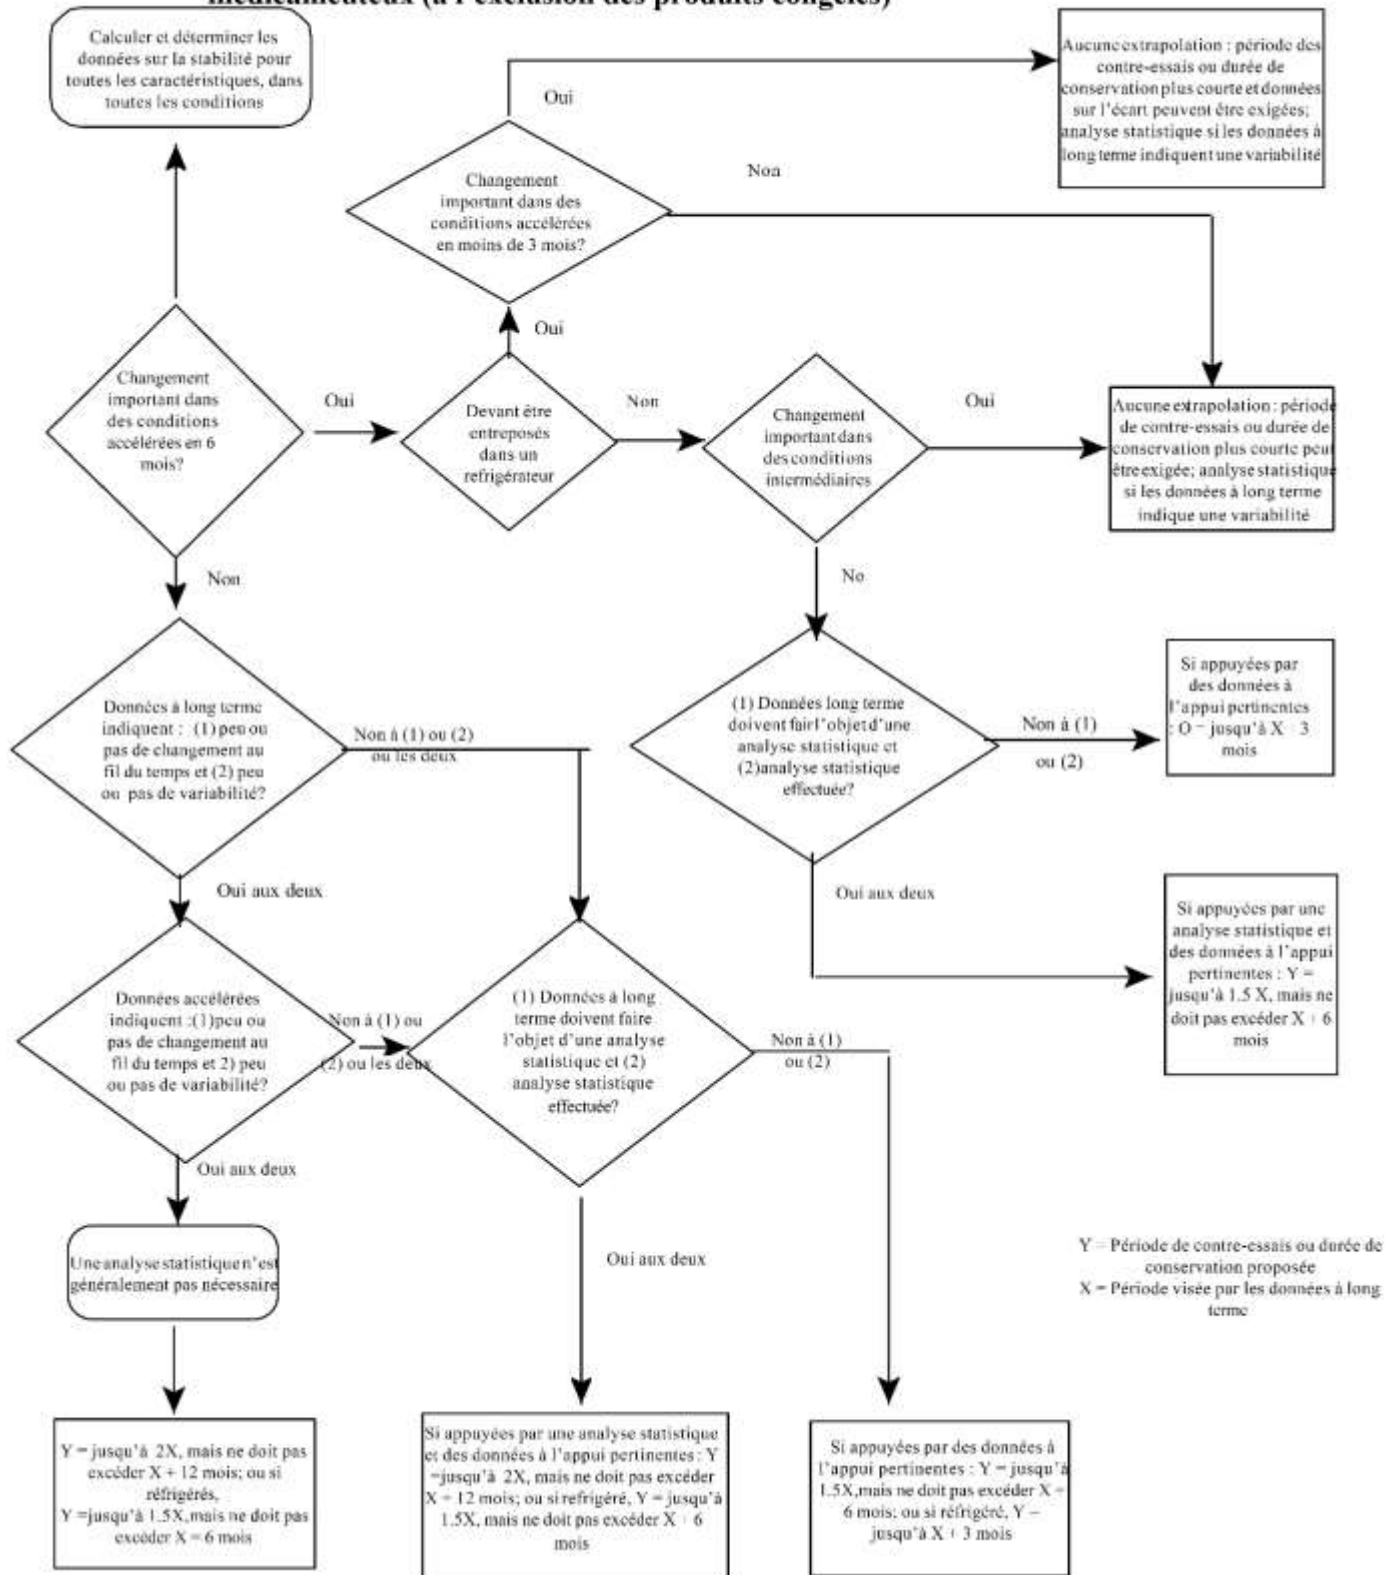 médicamenteux (à l'exclusion des produits congelés)
Calculer et déterminer les
données sur la stabilité pour
toutes les caractéristiques, dans
toutes les conditions
Aucune extrapolation : période des
contre-essais ou durée de
conservation plus courte et données
sur l'écart peuvent être exigées;
analyse statistique si les données à
long terme indiquent une variabilité
Oui
Non
Changement
important dans des
conditions accélérées
en moins de 3 mois?
Oui
Changement
important dans
des conditions
accélérées en 6
mois?
Oui
Devant être
entreposés
dans un
refrigérateur
Non
Changement
important dans
des conditions
intermédiaires
Oui
Aucune extrapolation : période
de contre-essais ou durée de
conservation plus courte peut
être exigée; analyse statistique
si les données à long terme
indique une variabilité
Non
No
Données à long terme
indiquent : (1) peu ou
pas de changement au
fil du temps et (2) peu
ou pas de variabilité?
Non à (1) ou (2)
ou les deux
(1) Données long terme
doivent fair l'objet d'une
analyse statistique et
(2)analyse statistique
effectuée?
Non à (1)
ou (2)
Si appuyées par
des données à
l'appui pertinentes
: O = jusqu'à X + 3
mois
Oui aux deux
Oui aux deux
Si appuyées par une
analyse statistique et
des données à l'appui
pertinentes : Y =
jusqu'à 1.5 X, mais ne
doit pas excéder X + 6
mois
Données accélérées
indiquent :(1)peu ou
pas de changement au
fil du temps et 2) peu
ou pas de variabilité?
Non à (1) ou
(2) ou les deux
(1) Données à long
terme doivent faire
l'objet d'une analyse
statistique et (2)
analyse statistique
effectuée?
Non à (1)
ou (2)
Oui aux deux
Une analyse statistique n'est
généralement pas nécessaire
Oui aux deux
Y = Période de contre-essais ou durée de
conservation proposée
X = Période visée par les données à long
terme
Y = jusqu'à 2X, mais ne doit pas
excéder X + 12 mois; ou si
réfrigérés,
Y =jusqu'à 1.5X,mais ne doit pas
excéder X = 6 mois
Si appuyées par une analyse statistique
et des données à l'appui pertinentes : Y
=jusqu'à 2X, mais ne doit pas excéder
X + 12 mois; ou si refrigéré, Y = jusqu'à
1.5X, mais ne doit pas excéder X + 6
mois
Si appuyées par des données à
l'appui pertinentes : Y = jusqu'à
1.5X,mais ne doit pas excéder X +
6 mois; ou si réfrigéré, Y =
jusqu'à X + 3 mois